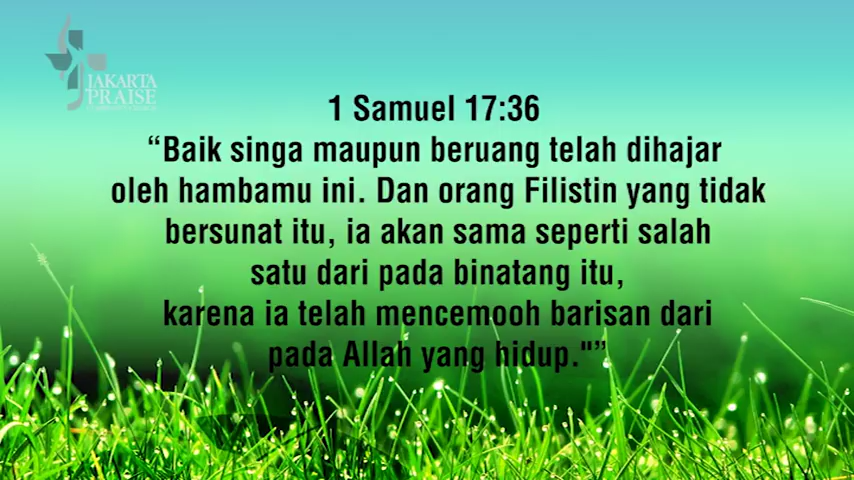 JAKARTA
PRAISE
1 Samuel 17:36
“Baik singa maupun beruang telah dihajar
oleh hambamu ini. Dan orang Filistin yang tidak
bersunat itu, ia akan sama seperti salah
satu dari pada binatang itu,
karena ia telah mencemooh barisan dari
pada Allah yang hidup."”